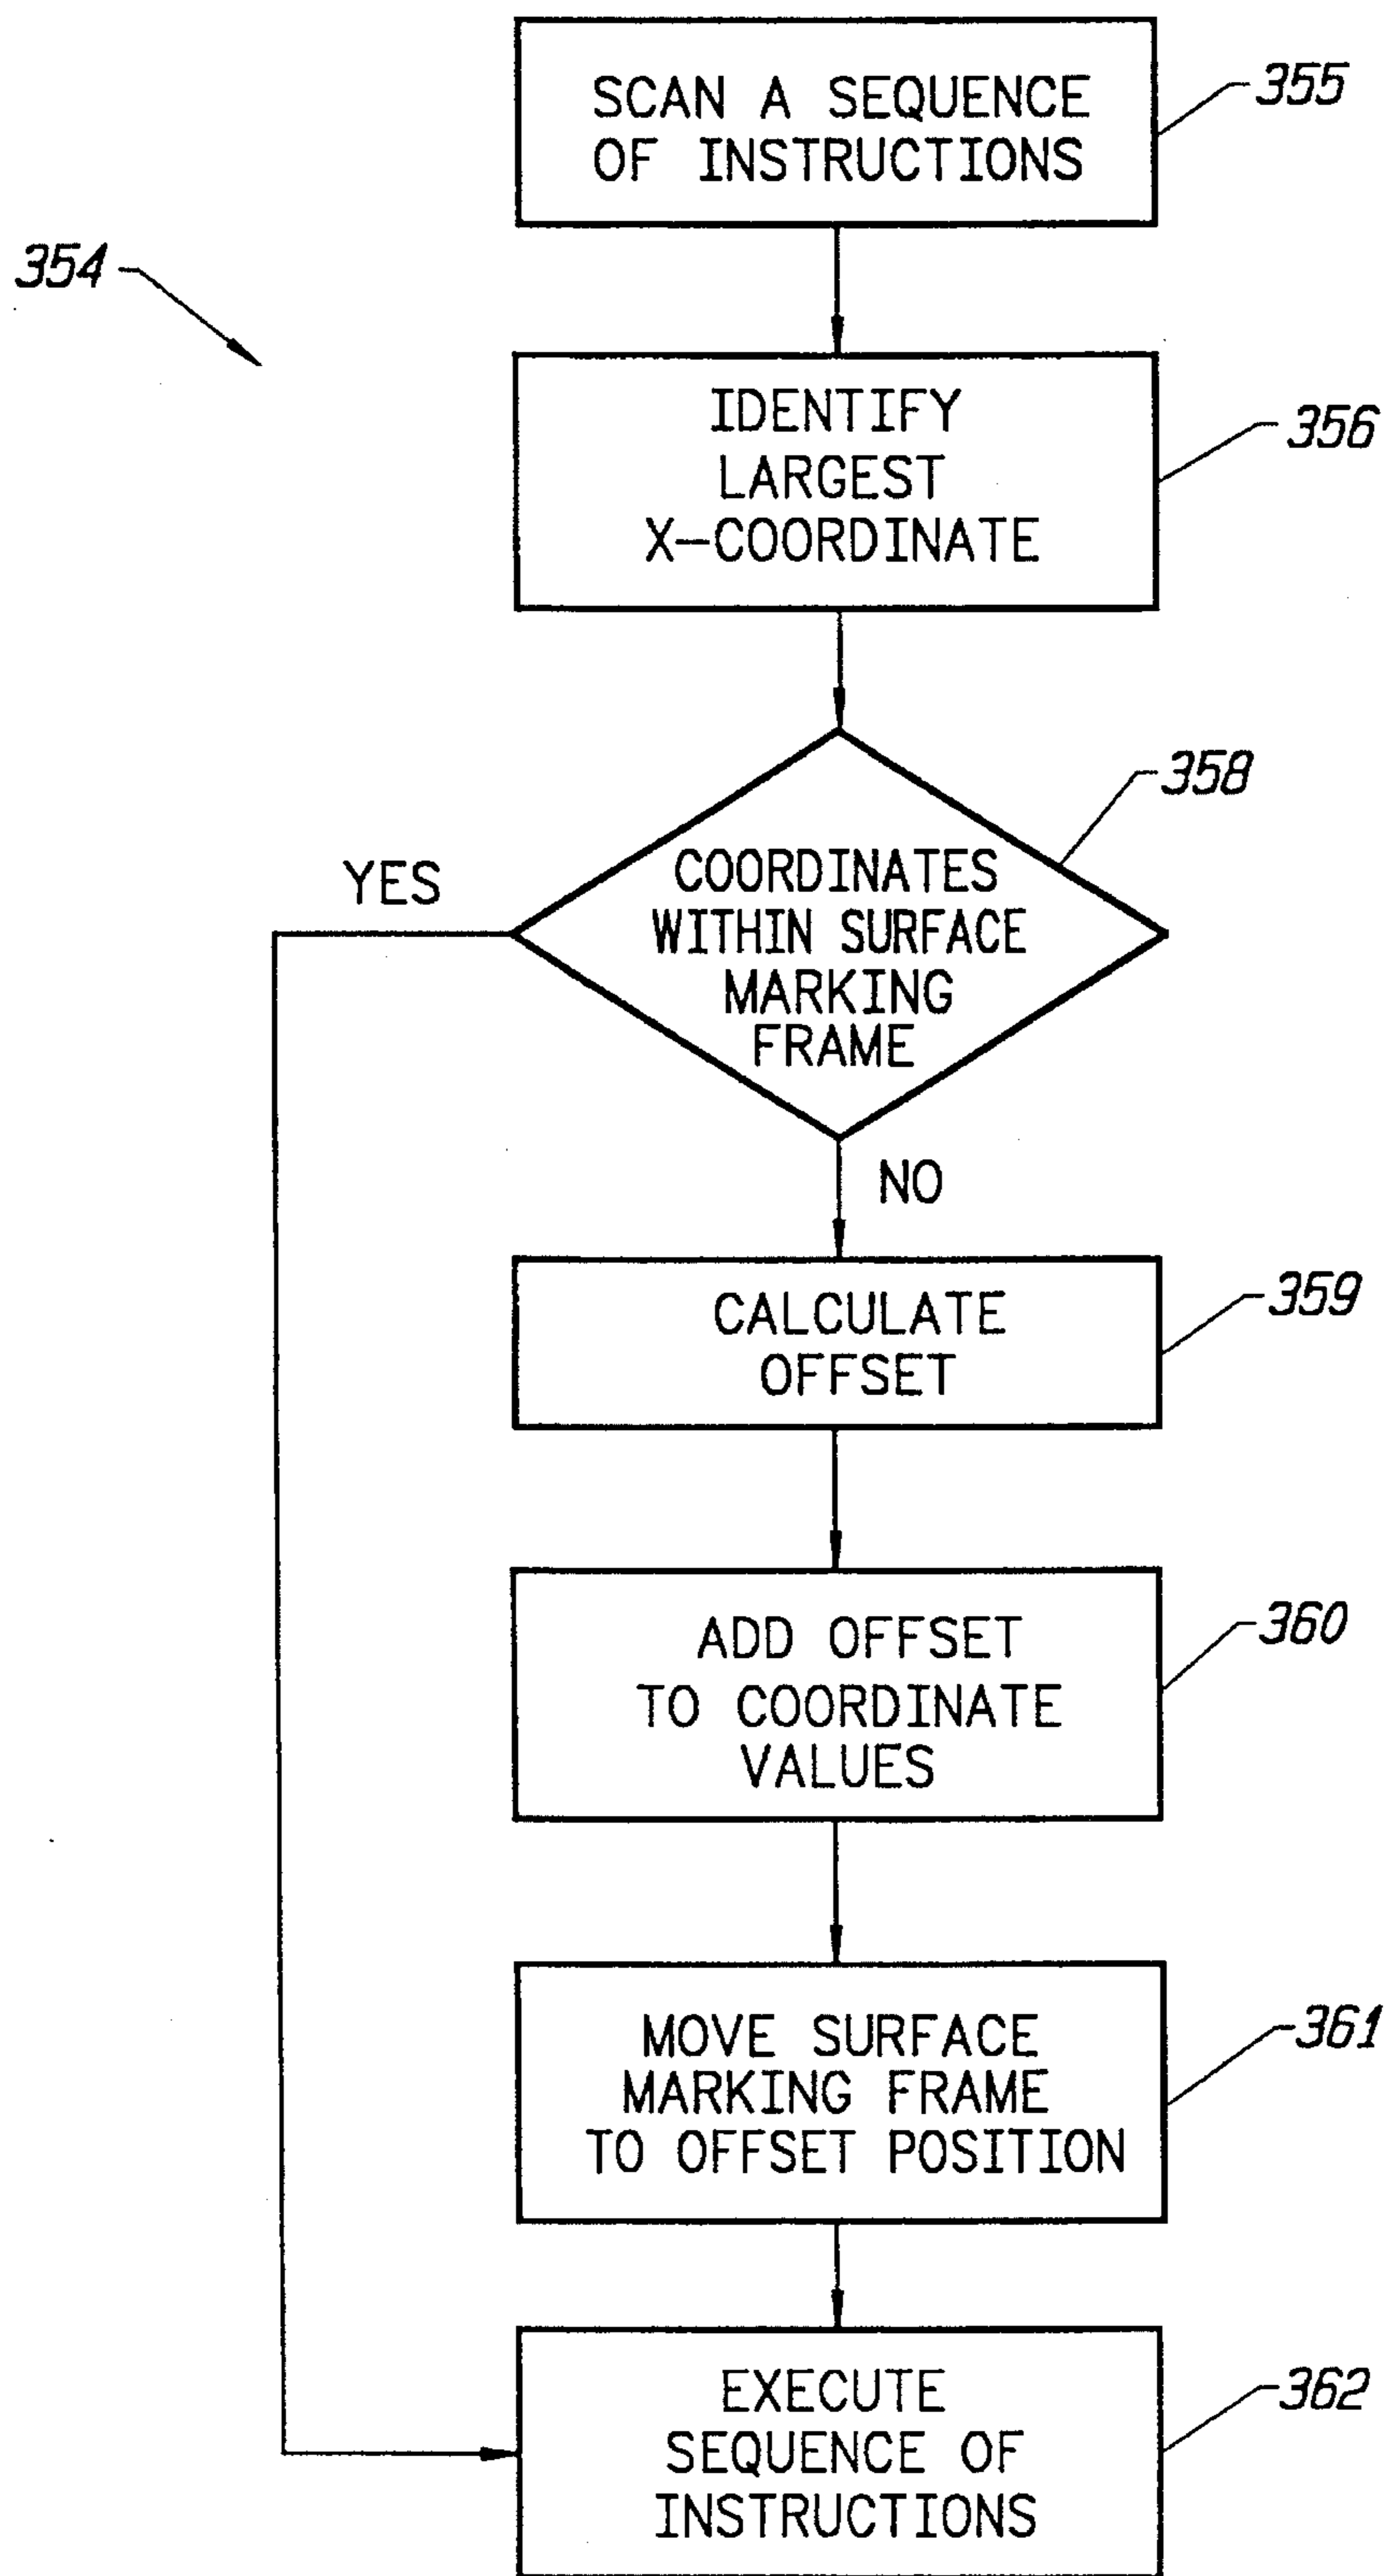 SCAN A SEQUENCE
OF INSTRUCTIONS
355
354
IDENTIFY
LARGEST
X-COORDINATE
356
358
COORDINATES
WITHIN SURFACE
MARKING
FRAME
YES
NO
CALCULATE
OFFSET
359
ADD OFFSET
TO COORDINATE
VALUES
360
MOVE SURFACE
MARKING FRAME
TO OFFSET POSITION
361
EXECUTE
SEQUENCE OF
INSTRUCTIONS
362